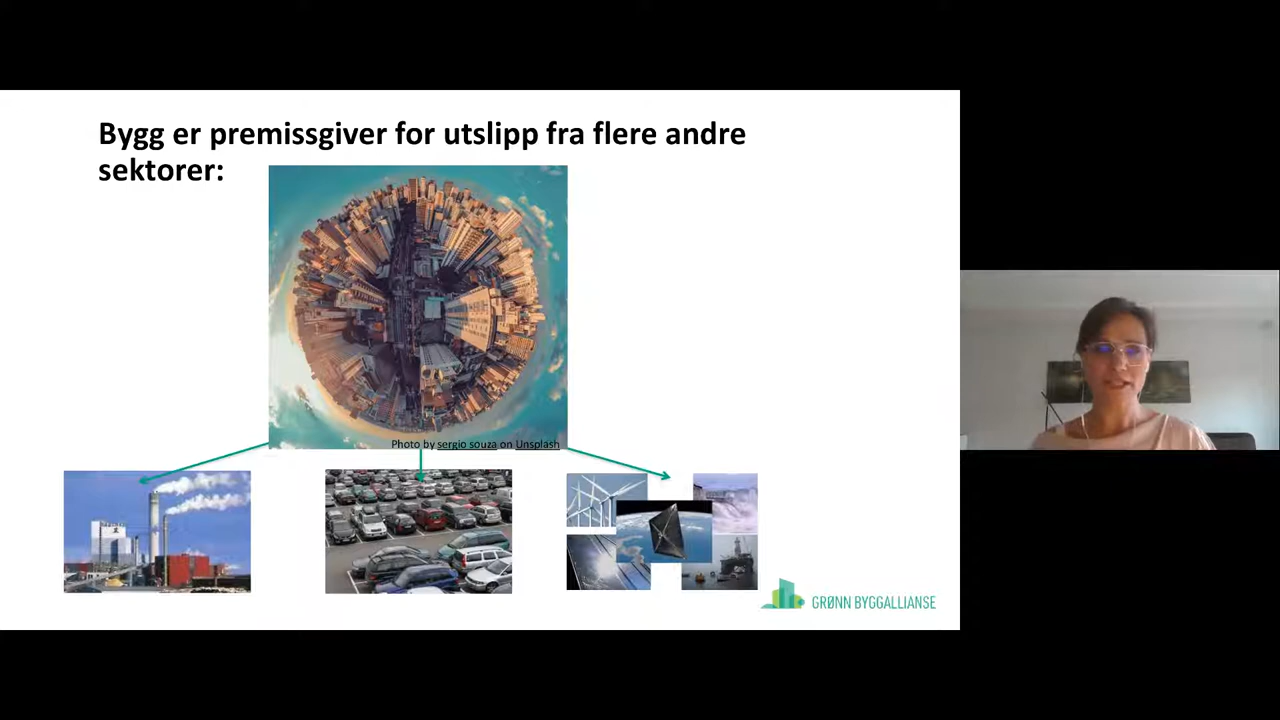 Bygg er premissgiver for utslipp fra flere andre
sektorer:
Photo by sergio souza on Unsplash
GRØNN BYGGALLIANSE